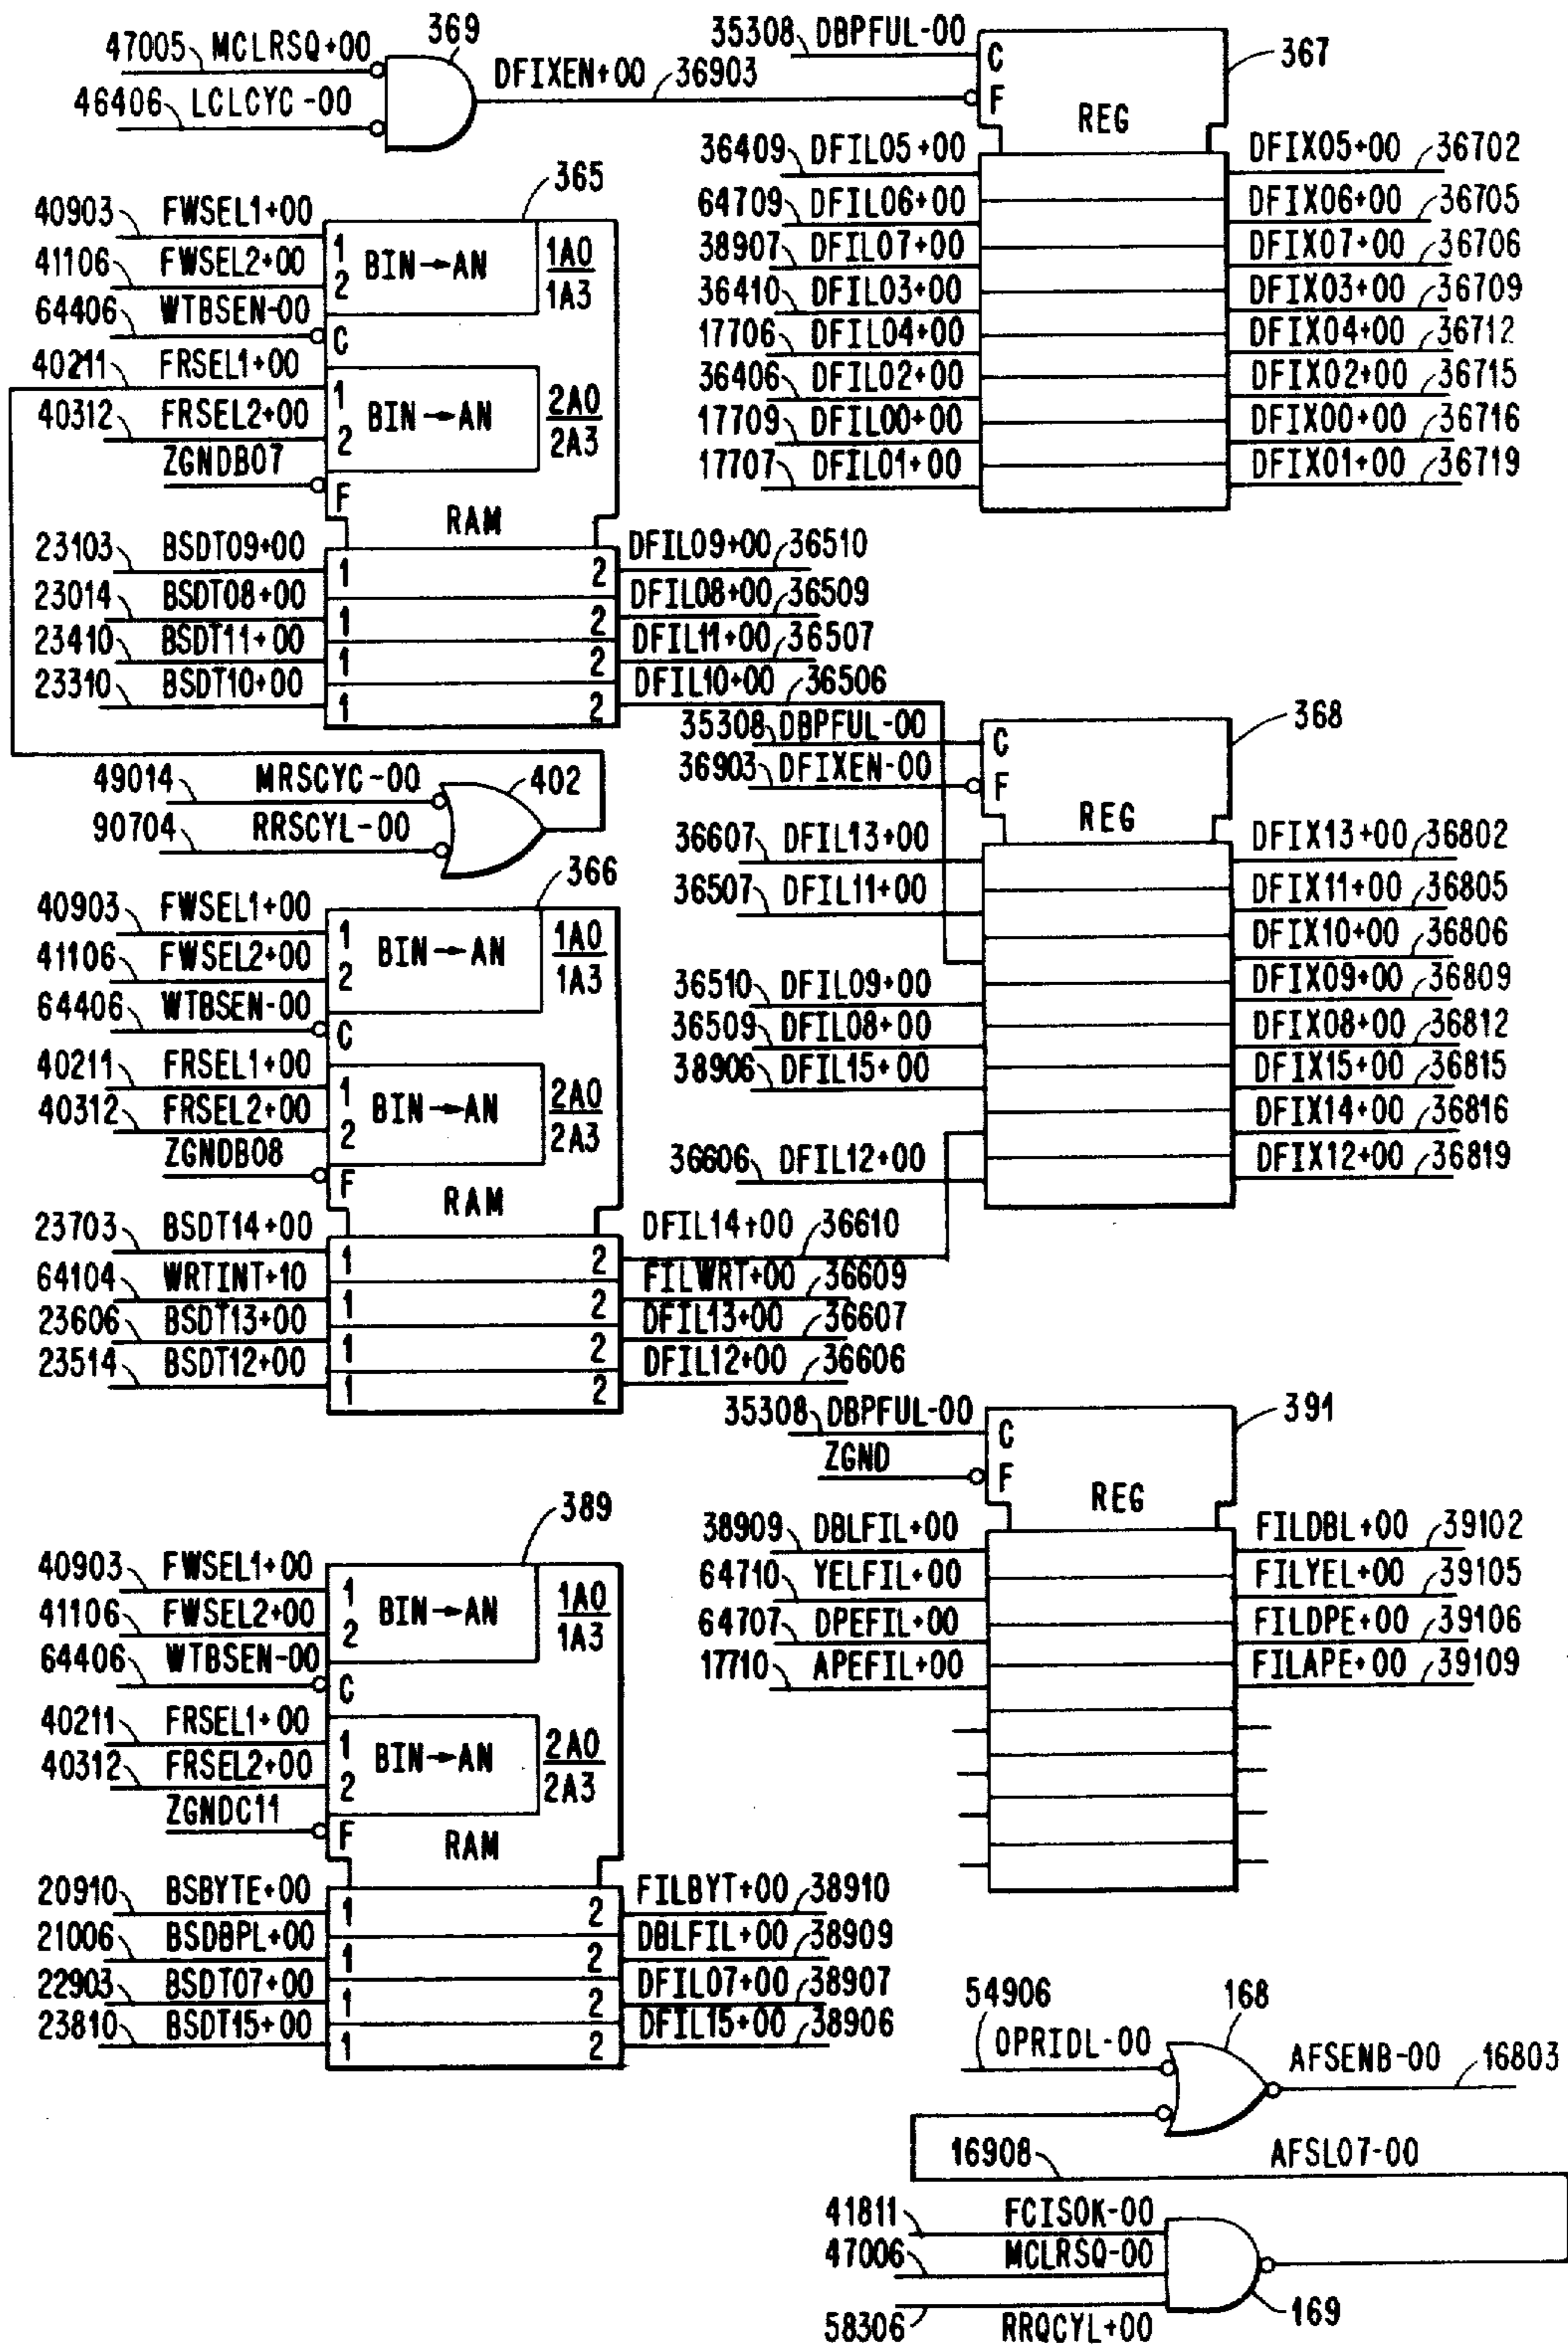 369
47005 MCLRSQ+00
46406 LCLCYC-00
DFIXEN+00 36903
35308 DBPFUL-00
C
F
REG
367
36409 DFIL05+00
64709 DFIL06+00
38907 DFIL07+00
36410 DFIL03+00
17706 DFIL04+00
36406 DFIL02+00
17709 DFIL00+00
17707 DFIL01+00
DFIX05+00 36702
DFIX06+00 36705
DFIX07+00 36706
DFIX03+00 36709
DFIX04+00 36712
DFIX02+00 36715
DFIX00+00 36716
DFIX01+00 36719
365
40903 FWSEL1+00
41106 FWSEL2+00
64406 WTBSEN-00
40211 FRSEL1+00
40312 FRSEL2+00
ZGNDB07
1 BIN→AN 1A0
2 1A3
C
1 BIN→AN 2A0
2 2A3
F
RAM
23103 BSDT09+00 1 2 DFIL09+00 36510
23014 BSDT08+00 1 2 DFIL08+00 36509
23410 BSDT11+00 1 2 DFIL11+00 36507
23310 BSDT10+00 1 2 DFIL10+00 36506
49014 MRSCYC-00
90704 RRSCYL-00
402
35308 DBPFUL-00
36903 DFIXEN-00
C
F
REG
368
36607 DFIL13+00
36507 DFIL11+00
36510 DFIL09+00
36509 DFIL08+00
38906 DFIL15+00
36606 DFIL12+00
DFIX13+00 36802
DFIX11+00 36805
DFIX10+00 36806
DFIX09+00 36809
DFIX08+00 36812
DFIX15+00 36815
DFIX14+00 36816
DFIX12+00 36819
366
40903 FWSEL1+00
41106 FWSEL2+00
64406 WTBSEN-00
40211 FRSEL1+00
40312 FRSEL2+00
ZGNDB08
1 BIN→AN 1A0
2 1A3
C
1 BIN→AN 2A0
2 2A3
F
RAM
23703 BSDT14+00 1 2 DFIL14+00 36610
64104 WRTINT+10 1 2 FILWRT+00 36609
23606 BSDT13+00 1 2 DFIL13+00 36607
23514 BSDT12+00 1 2 DFIL12+00 36606
35308 DBPFUL-00
ZGND
C
F
REG
391
38909 DBLFIL+00
64710 YELFIL+00
64707 DPEFIL+00
17710 APEFIL+00
FILDBL+00 39102
FILYEL+00 39105
FILDPE+00 39106
FILAPE+00 39109
389
40903 FWSEL1+00
41106 FWSEL2+00
64406 WTBSEN-00
40211 FRSEL1+00
40312 FRSEL2+00
ZGNDC11
1 BIN→AN 1A0
2 1A3
C
1 BIN→AN 2A0
2 2A3
F
RAM
20910 BSBYTE+00 1 2 FILBYT+00 38910
21006 BSDBPL+00 1 2 DBLFIL+00 38909
22903 BSDT07+00 1 2 DFIL07+00 38907
23810 BSDT15+00 1 2 DFIL15+00 38906
54906
OPRIDL-00
168
AFSENB-00 16803
16908 AFSL07-00
41811 FCISOK-00
47006 MCLRSQ-00
58306 RRQCYL+00
169